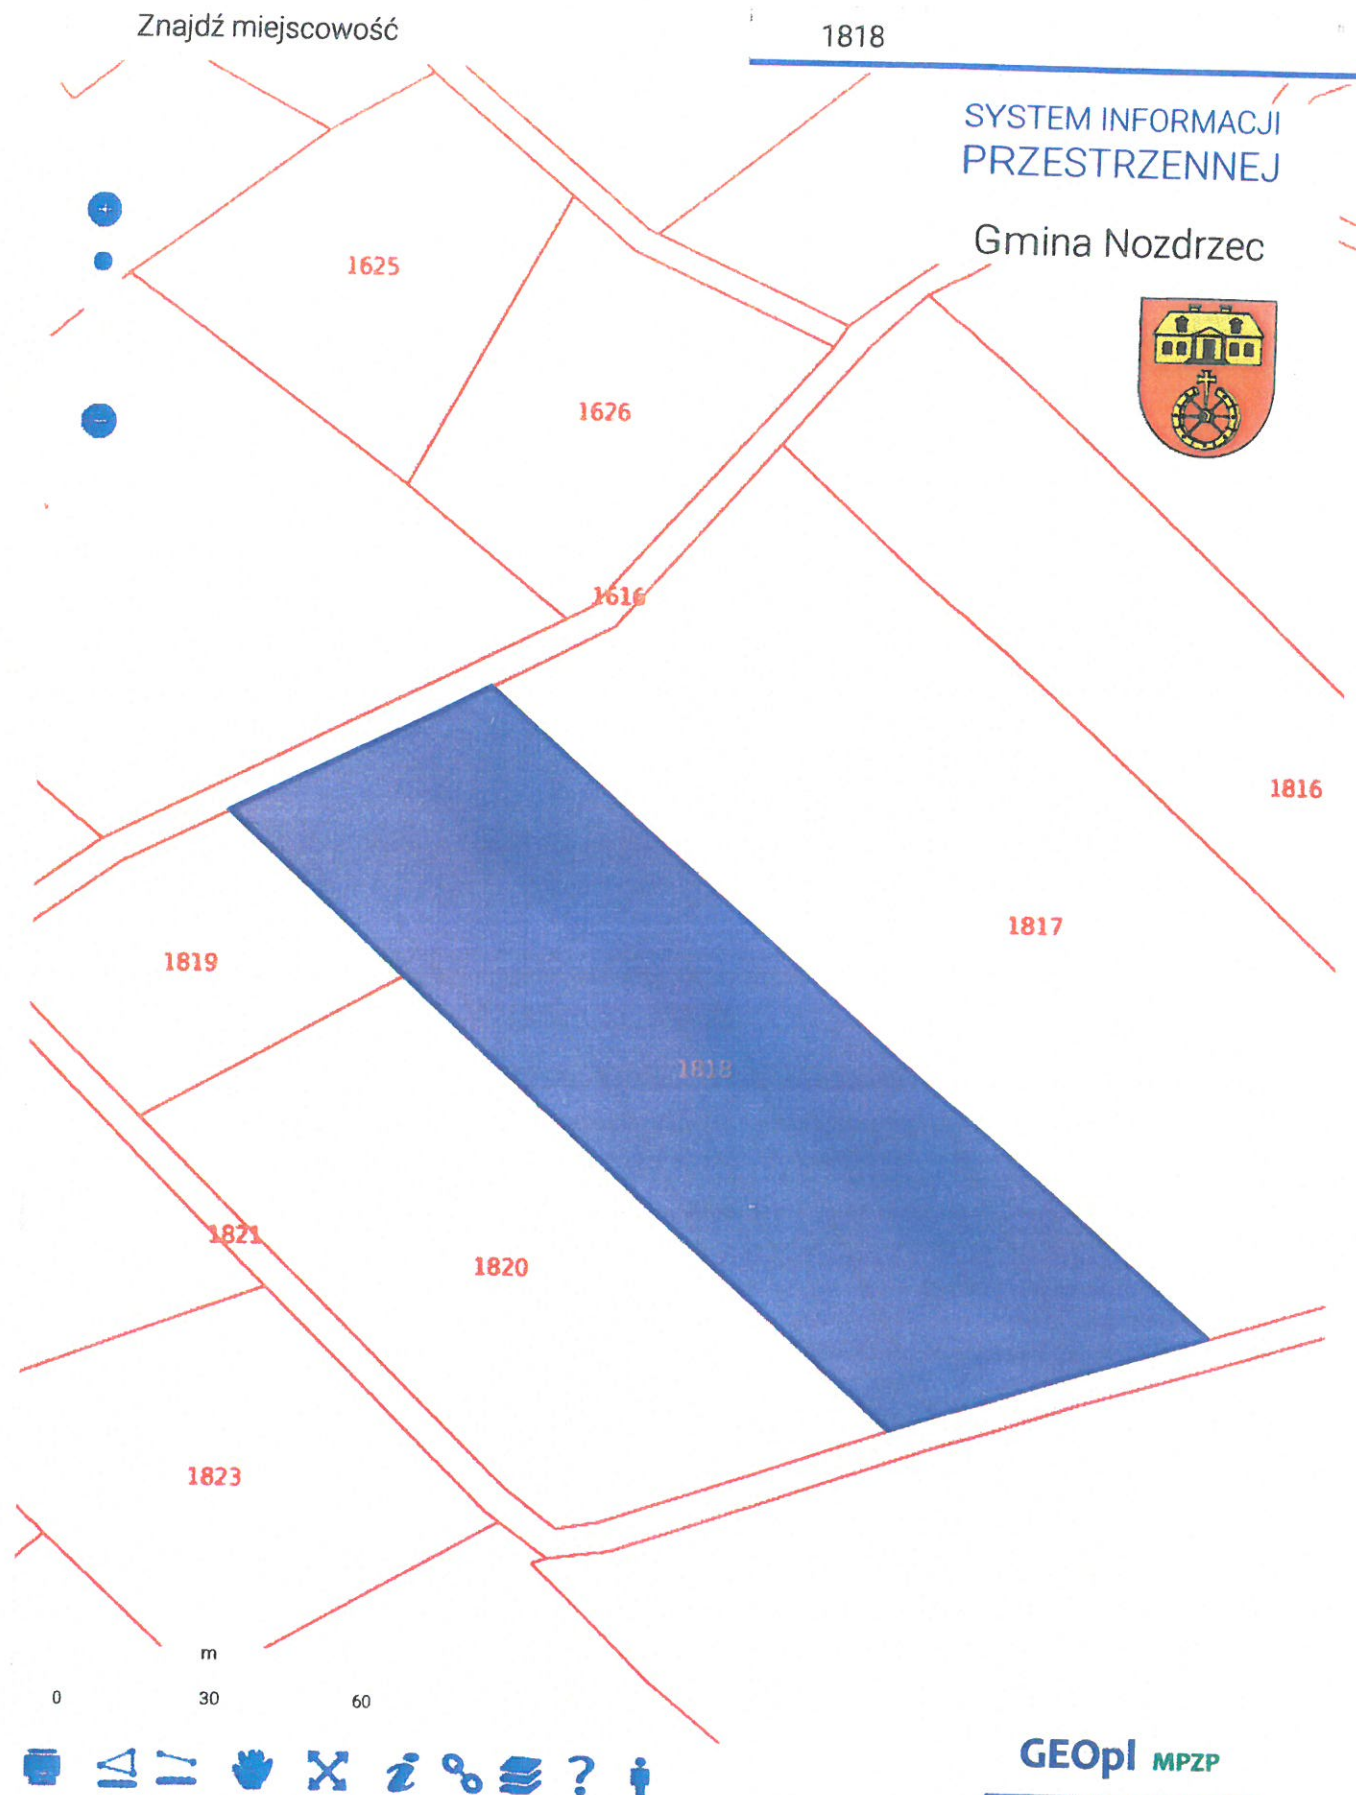 Znajdź miejscowość
1818
SYSTEM INFORMACJI
PRZESTRZENNEJ
Gmina Nozdrzec
1625
1626
1616
1816
1817
1819
1818
1821
1820
1823
m
0 30 60
GEOpl MPZP